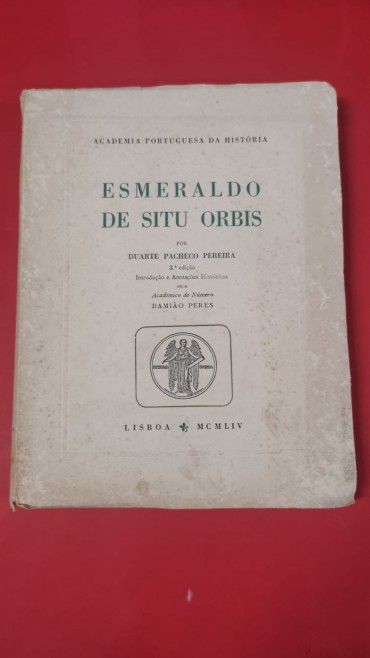 ACADEMIA PORTUGUESA DA HISTÓRIA
ESMERALDO
DE SITU ORBIS
POR
DUARTE PACHECO PEREIRA
3.ª edição
Introdução e Anotações Históricas
PELO
Académico de Número
DAMIÃO PERES
LISBOA MCMLIV